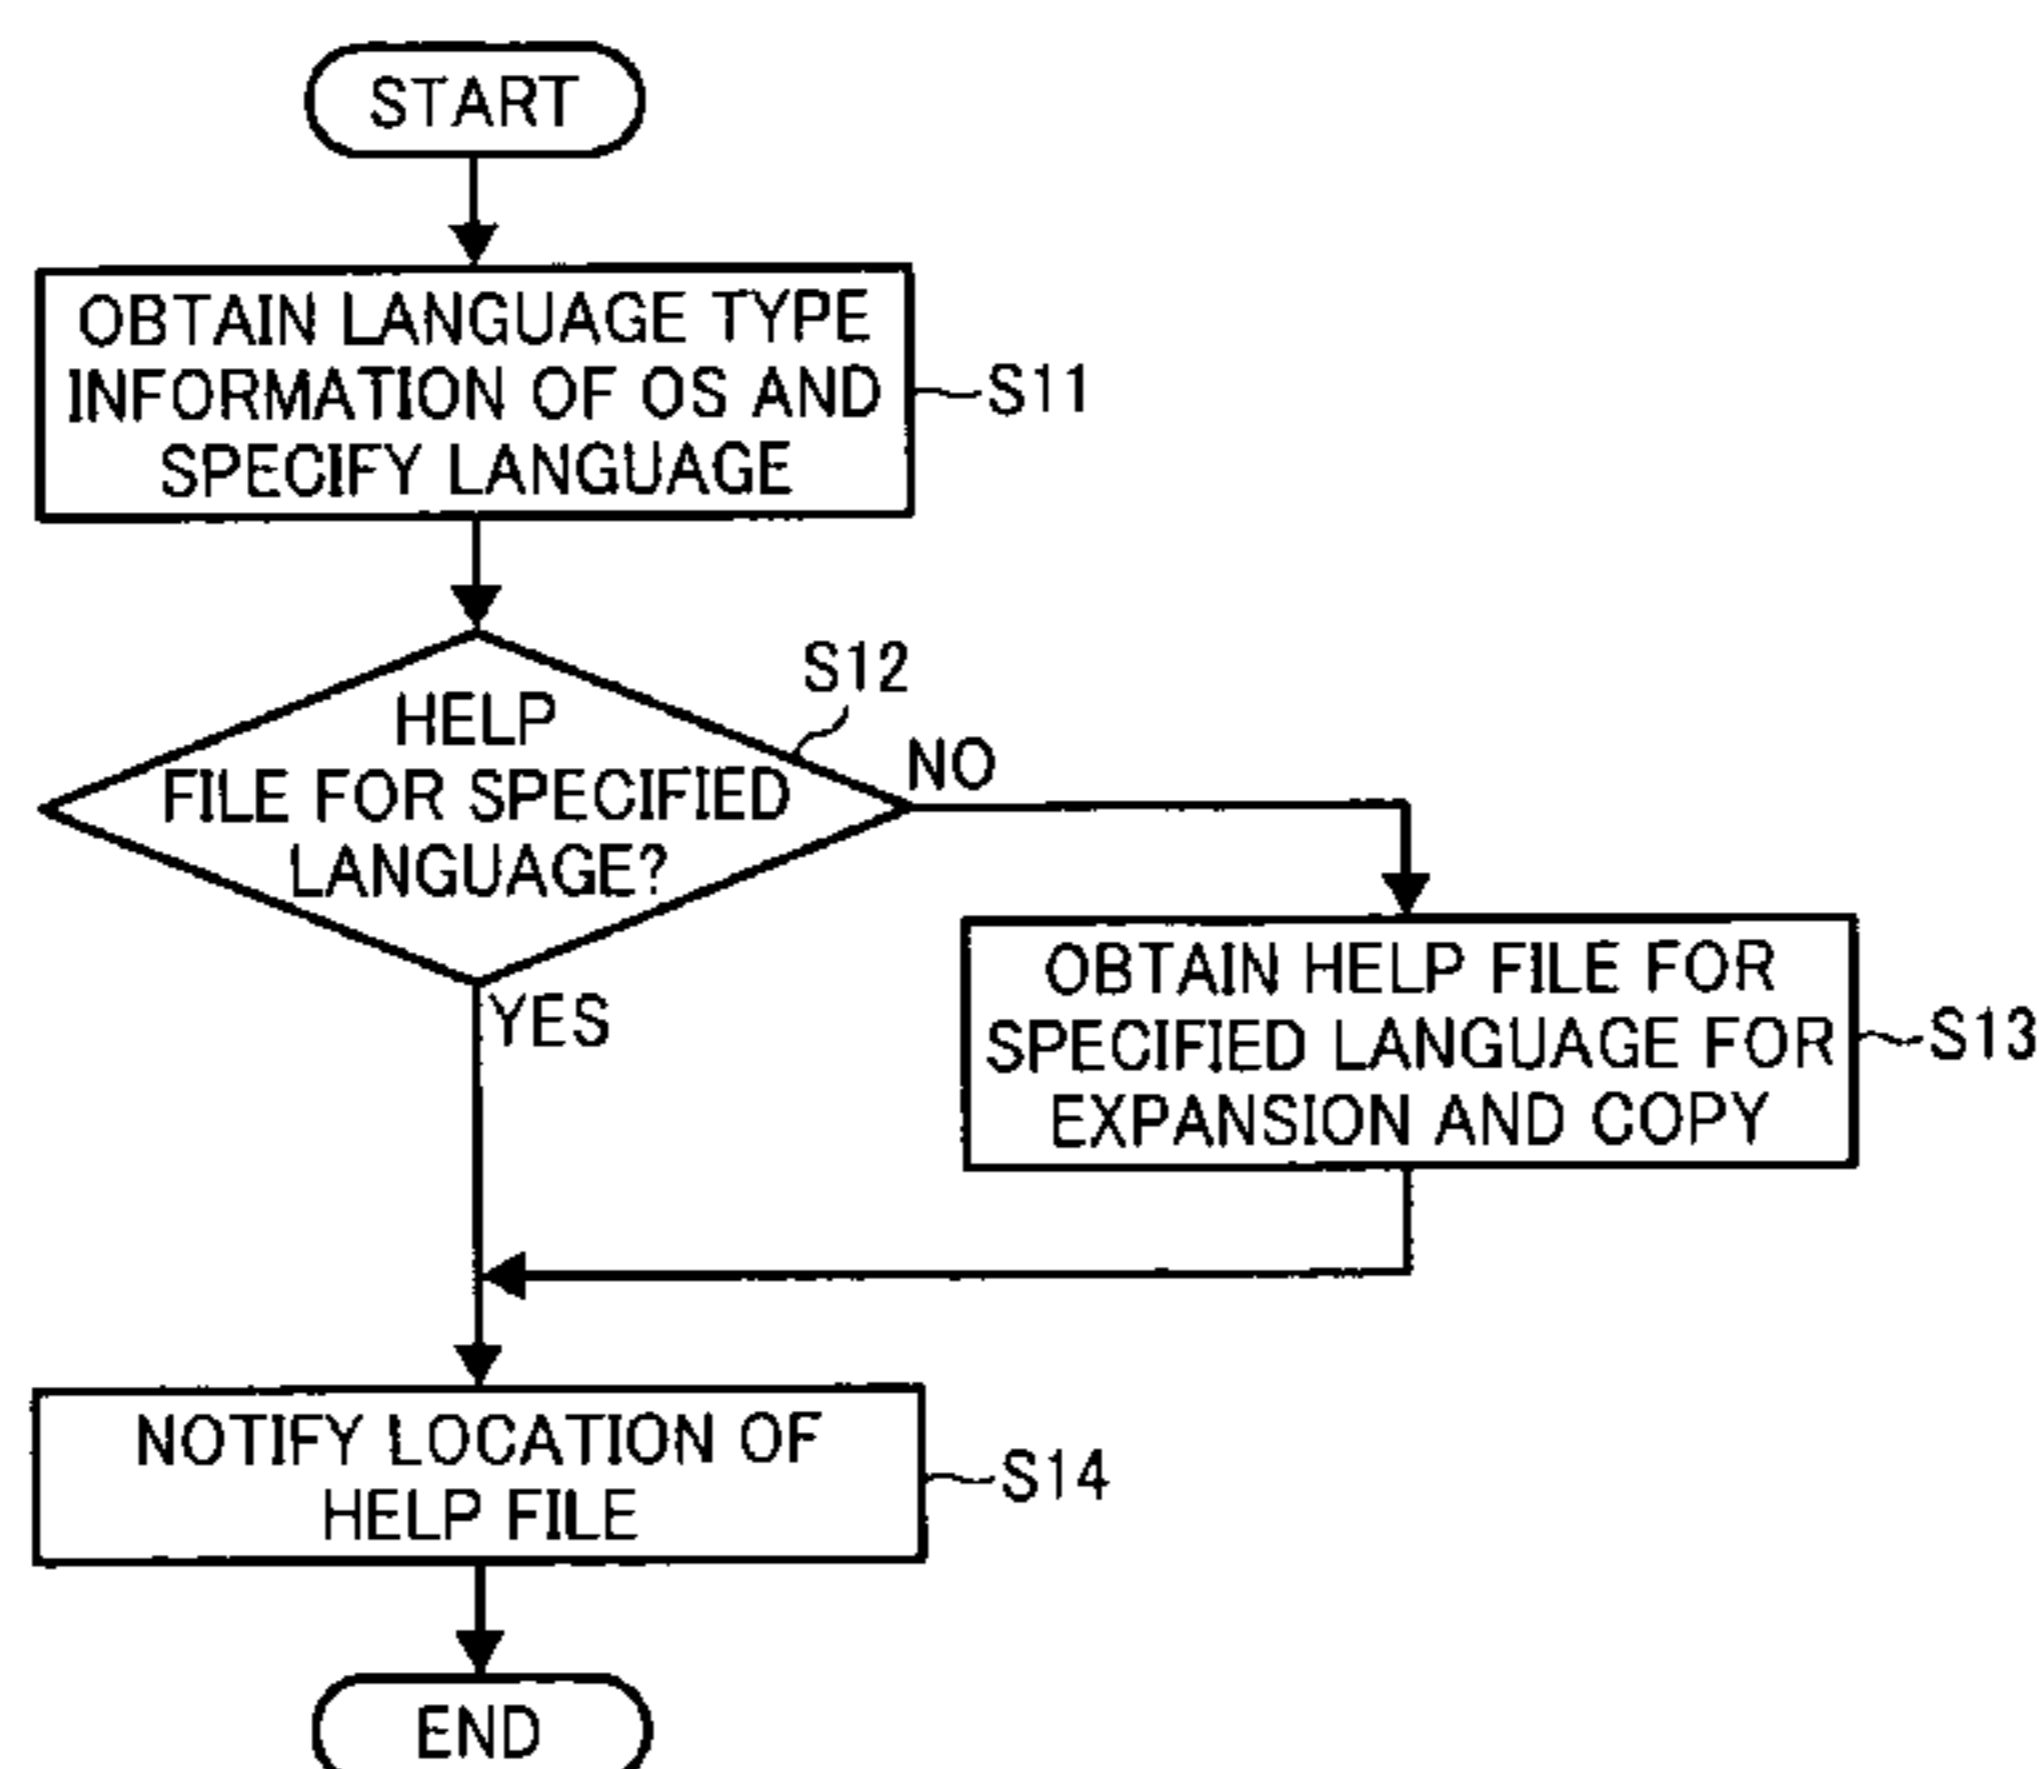 START
OBTAIN LANGUAGE TYPE
INFORMATION OF OS AND
SPECIFY LANGUAGE
S11
S12
HELP
FILE FOR SPECIFIED
LANGUAGE?
NO
YES
OBTAIN HELP FILE FOR
SPECIFIED LANGUAGE FOR
EXPANSION AND COPY
S13
NOTIFY LOCATION OF
HELP FILE
S14
END